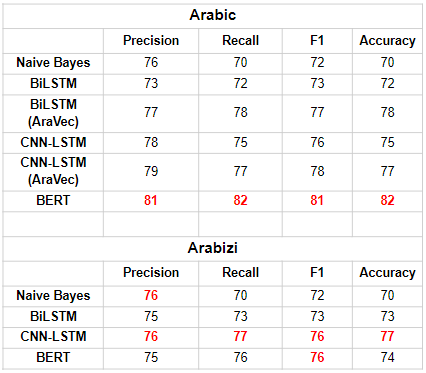 Arabic
Precision Recall F1 Accuracy
Naive Bayes 76 70 72 70
BiLSTM 73 72 73 72
BiLSTM
(AraVec) 77 78 77 78
CNN-LSTM 78 75 76 75
CNN-LSTM
(AraVec) 79 77 78 77
BERT 81 82 81 82
Arabizi
Precision Recall F1 Accuracy
Naive Bayes 76 70 72 70
BiLSTM 75 73 73 73
CNN-LSTM 76 77 76 77
BERT 75 76 76 74